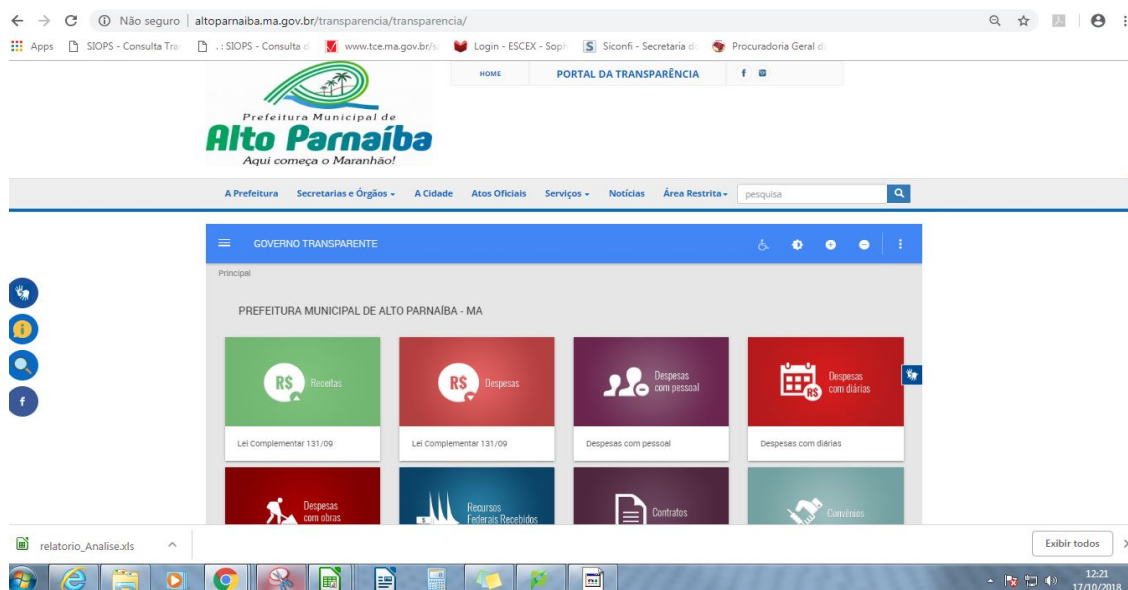 Não seguro | altoparnaiba.ma.gov.br/transparencia/transparencia/
Apps SIOPS - Consulta Tra . : SIOPS - Consulta d www.tce.ma.gov.br/s Login - ESCEX - Soph Siconfi - Secretaria do Procuradoria Geral d
HOME PORTAL DA TRANSPARÊNCIA f
Prefeitura Municipal de
Alto Parnaíba
Aqui começa o Maranhão!
A Prefeitura Secretarias e Órgãos A Cidade Atos Oficiais Serviços Notícias Área Restrita pesquisa
GOVERNO TRANSPARENTE
Principal
PREFEITURA MUNICIPAL DE ALTO PARNAÍBA - MA
R$ Receitas
R$ Despesas
Despesas
com pessoal
R$ Despesas
com diárias
Lei Complementar 131/09
Lei Complementar 131/09
Despesas com pessoal
Despesas com diárias
Despesas
com obras
$ Recursos
Federais Recebidos
Contratos
Convênios
relatorio_Analise.xls
Exibir todos
12:21
17/10/2018